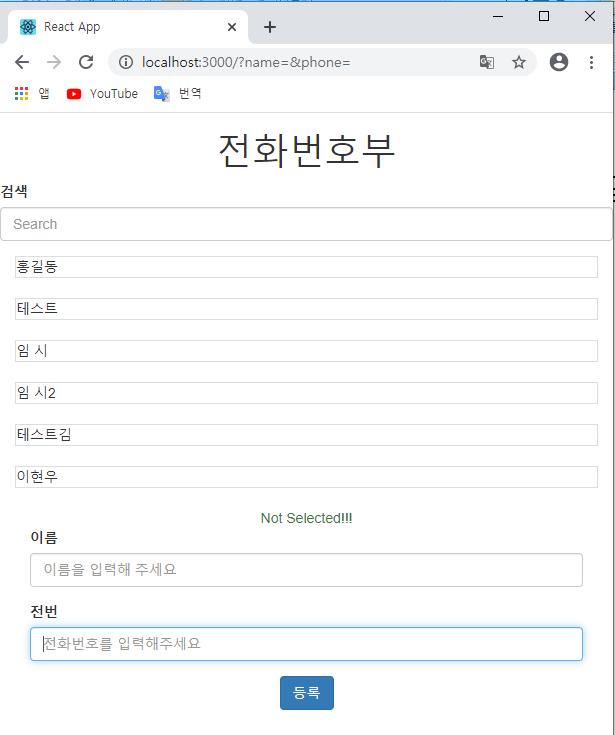 React App
localhost:3000/?name=&phone=
앱 YouTube 번역
전화번호부
검색
Search
홍길동
테스트
임 시
임 시2
테스트김
이현우
Not Selected!!!
이름
이름을 입력해 주세요
전번
전화번호를 입력해주세요
등록